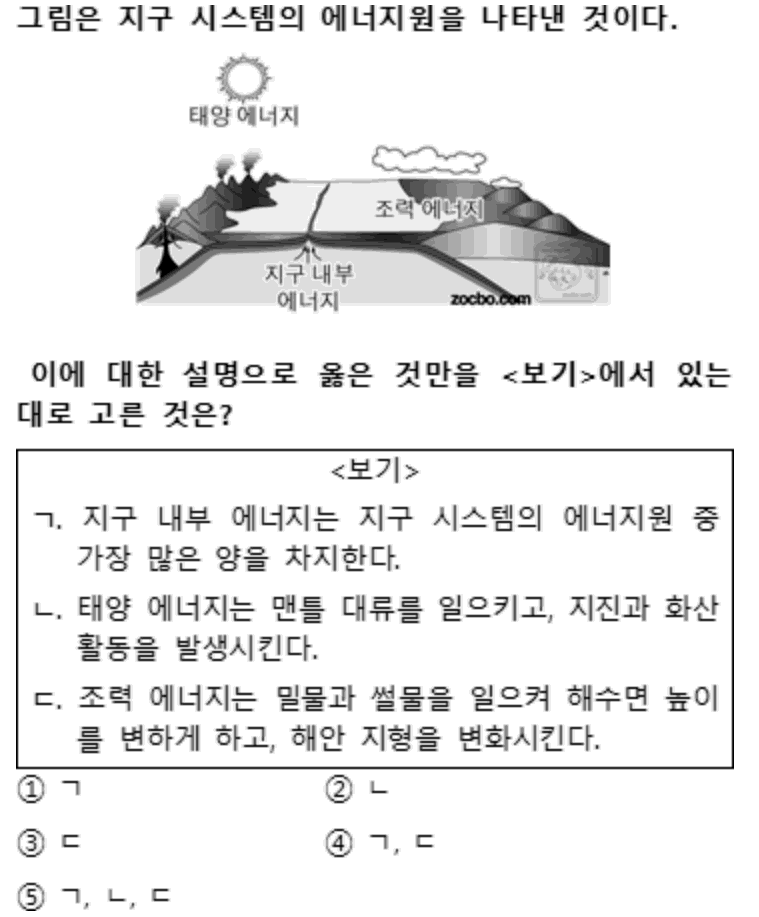 그림은 지구 시스템의 에너지원을 나타낸 것이다.
태양 에너지
조력 에너지
지구 내부
에너지
zocbo.com
이에 대한 설명으로 옳은 것만을 <보기>에서 있는
대로 고른 것은?
<보기>
ㄱ. 지구 내부 에너지는 지구 시스템의 에너지원 중
가장 많은 양을 차지한다.
ㄴ. 태양 에너지는 맨틀 대류를 일으키고, 지진과 화산
활동을 발생시킨다.
ㄷ. 조력 에너지는 밀물과 썰물을 일으켜 해수면 높이
를 변하게 하고, 해안 지형을 변화시킨다.
① ㄱ ② ㄴ
③ ㄷ ④ ㄱ, ㄷ
⑤ ㄱ, ㄴ, ㄷ